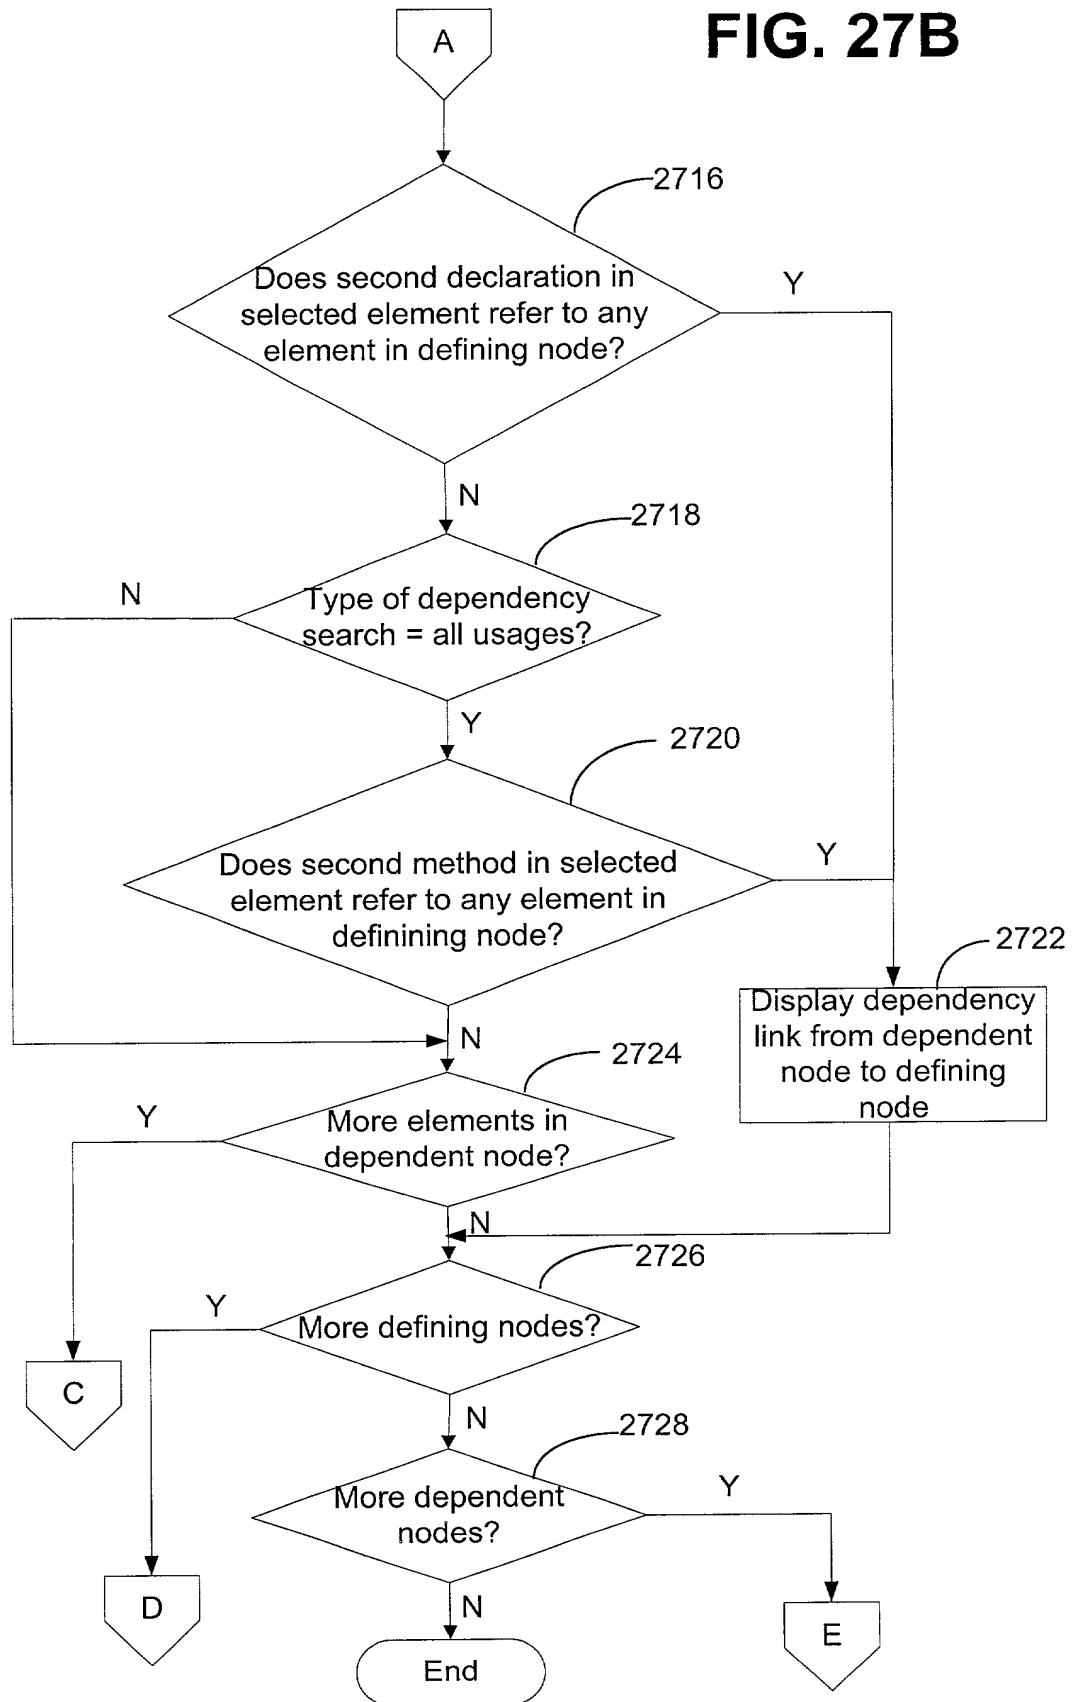 FIG. 27B
A
2716
Does second declaration in
selected element refer to any
element in defining node?
Y
N
2718
N
Type of dependency
search = all usages?
Y
2720
Does second method in selected
element refer to any element in
definining node?
Y
2722
Display dependency
link from dependent
node to defining
node
N
2724
Y
More elements in
dependent node?
N
2726
Y
More defining nodes?
C
N
2728
More dependent
nodes?
Y
D
N
E
End